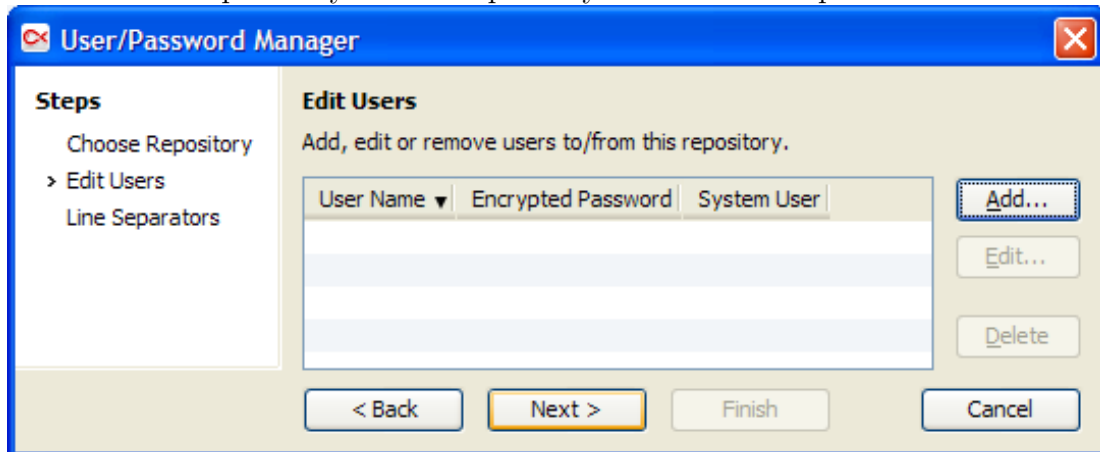 User/Password Manager
Steps
Choose Repository
> Edit Users
Line Separators
Edit Users
Add, edit or remove users to/from this repository.
User Name ▼ Encrypted Password System User
Add...
Edit...
Delete
< Back Next > Finish Cancel